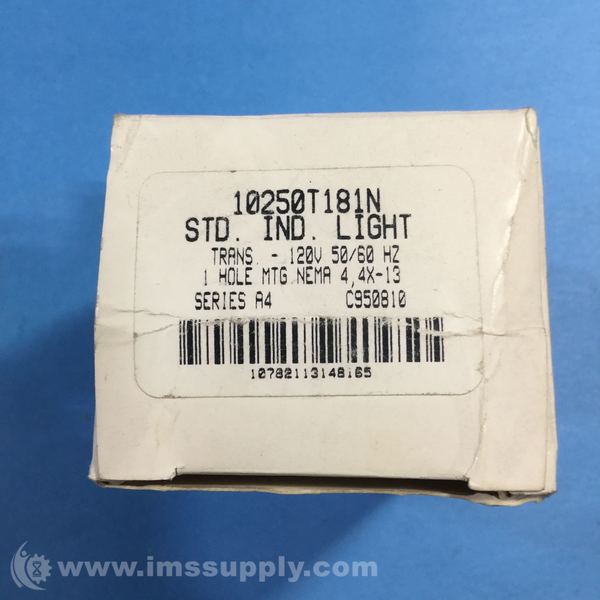 10250T181N
STD. IND. LIGHT
TRANS. - 120V 50/60 HZ
1 HOLE MTG NEMA 4,4X-13
SERIES A4 C950810
10782113148165
www.imssupply.com